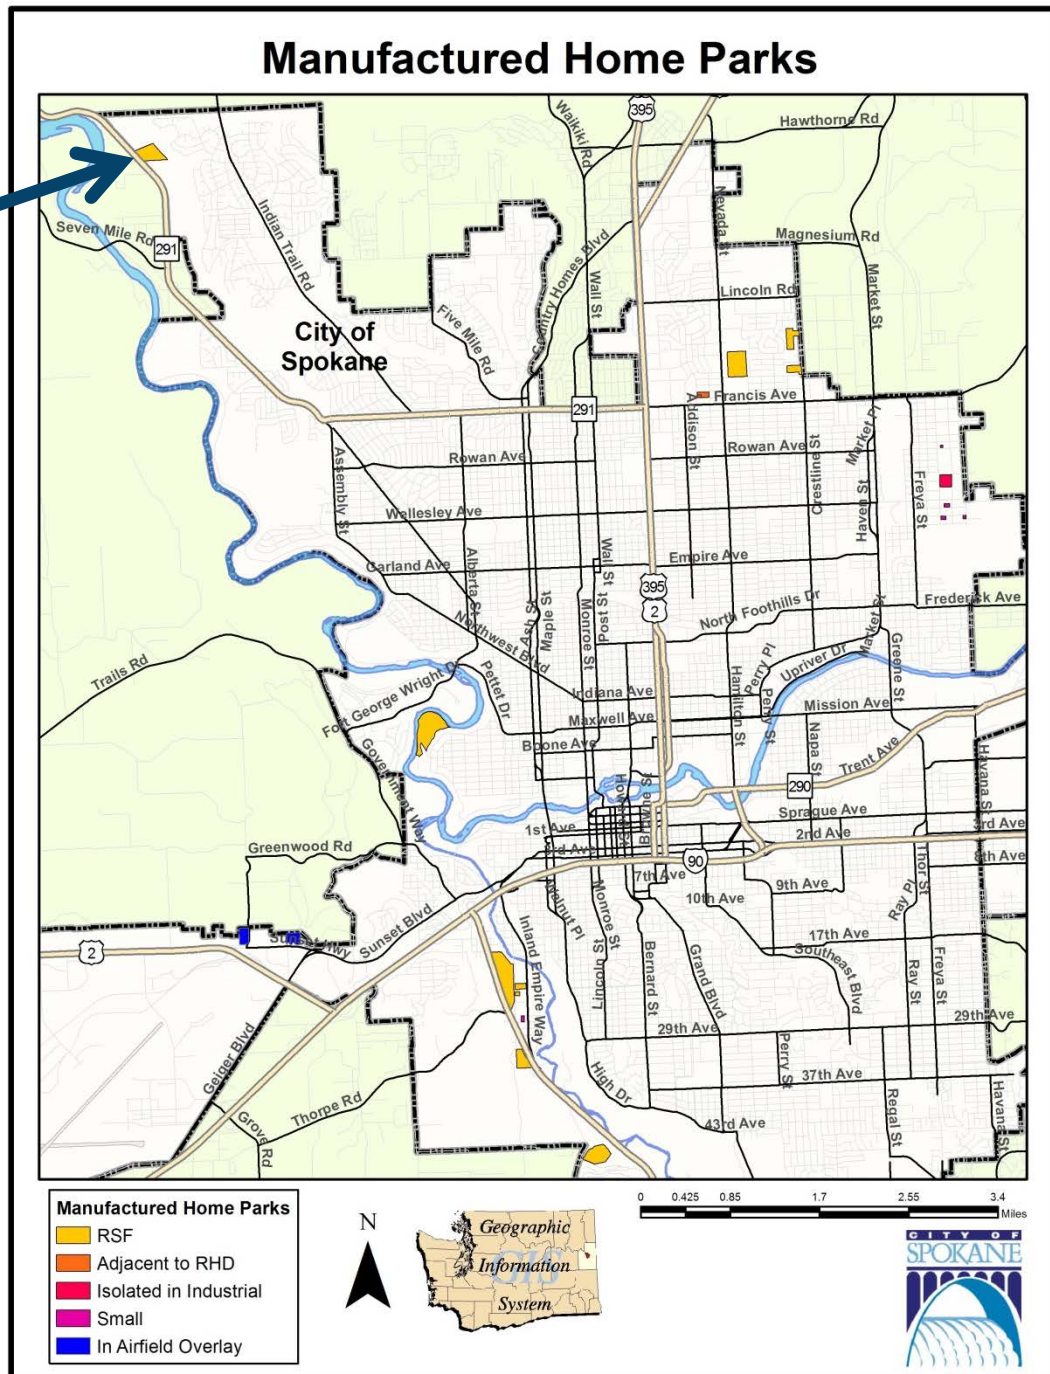 Manufactured Home Parks
395
Waikiki Rd
Hawthorne Rd
Indian Trail Rd
Nevada St
Seven Mile Rd
291
Country Homes Blvd
Magnesium Rd
Wall St
Market St
Lincoln Rd
Five Mile Rd
City of
Spokane
Francis Ave
291
Addison St
Market Pl
Rowan Ave
Rowan Ave
Crestline St
Assembly St
Freya St
Haven St
Wellesley Ave
Wall St
Empire Ave
Garland Ave
Alberta St
395
2
Ash St
Maple St
Monroe St
Post St
North Foothills Dr
Frederick Ave
Northwest Blvd
Market St
Greene St
Trails Rd
Perry Pl
Upriver Dr
Fort George Wright Dr
Pettet Dr
Indiana Ave
Hamilton St
Perry St
Mission Ave
Maxwell Ave
Boone Ave
Napa St
Trent Ave
Government Way
Havana St
Howard St
Browne St
290
Sprague Ave
1st Ave
2nd Ave
3rd Ave
3rd Ave
Greenwood Rd
90
8th Ave
7th Ave
Thor St
9th Ave
Ray Pl
10th Ave
Walnut Pl
Monroe St
Sunset Blvd
Inland Empire Way
17th Ave
Sunset Hwy
2
Lincoln St
Bernard St
Grand Blvd
Southeast Blvd
Ray St
Freya St
29th Ave
29th Ave
Geiger Blvd
Perry St
37th Ave
High Dr
Thorpe Rd
Grove Rd
43rd Ave
Regal St
Havana St
Manufactured Home Parks
RSF
Adjacent to RHD
Isolated in Industrial
Small
In Airfield Overlay
N
Geographic
GIS
Information
System
0 0.425 0.85 1.7 2.55 3.4
Miles
CITY OF
SPOKANE